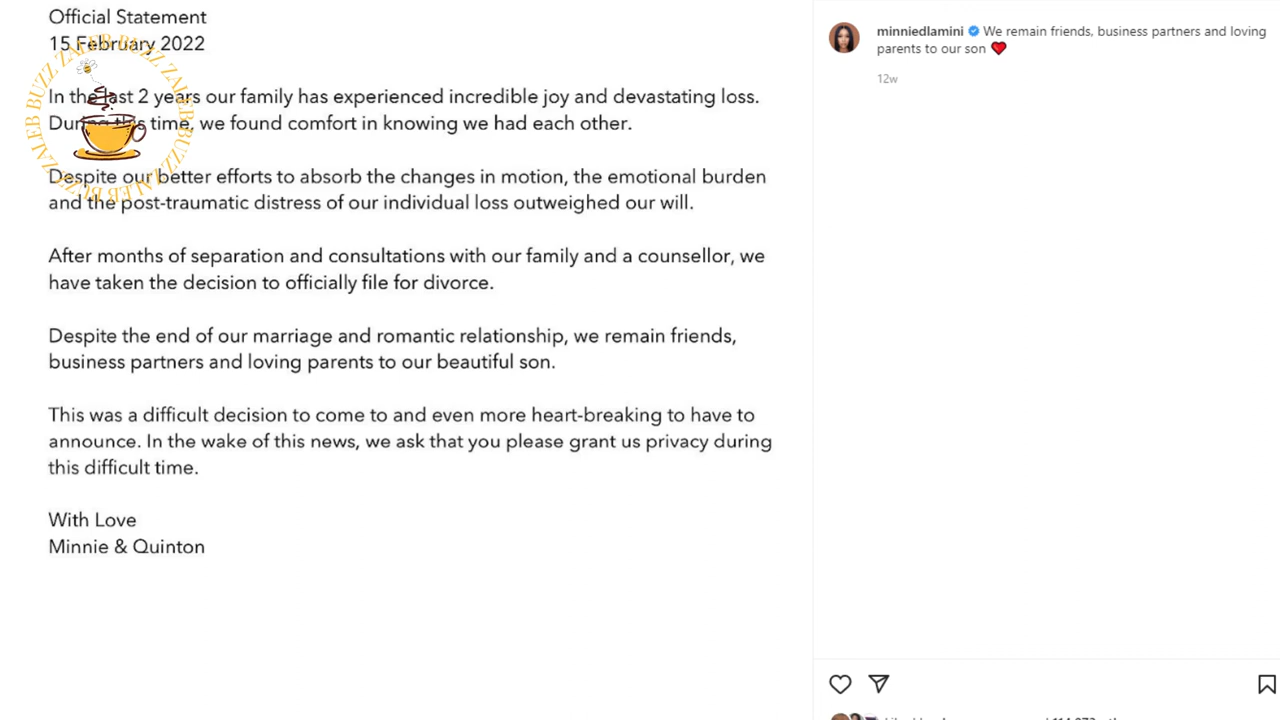 Official Statement
15 February 2022
In the last 2 years our family has experienced incredible joy and devastating loss.
During this time, we found comfort in knowing we had each other.
Despite our better efforts to absorb the changes in motion, the emotional burden
and the post-traumatic distress of our individual loss outweighed our will.
After months of separation and consultations with our family and a counsellor, we
have taken the decision to officially file for divorce.
Despite the end of our marriage and romantic relationship, we remain friends,
business partners and loving parents to our beautiful son.
This was a difficult decision to come to and even more heart-breaking to have to
announce. In the wake of this news, we ask that you please grant us privacy during
this difficult time.
With Love
Minnie & Quinton
BUZZ ZALEB BUZZ ZALEB BUZZ ZALEB
minniedlamini We remain friends, business partners and loving
parents to our son ❤️
12w